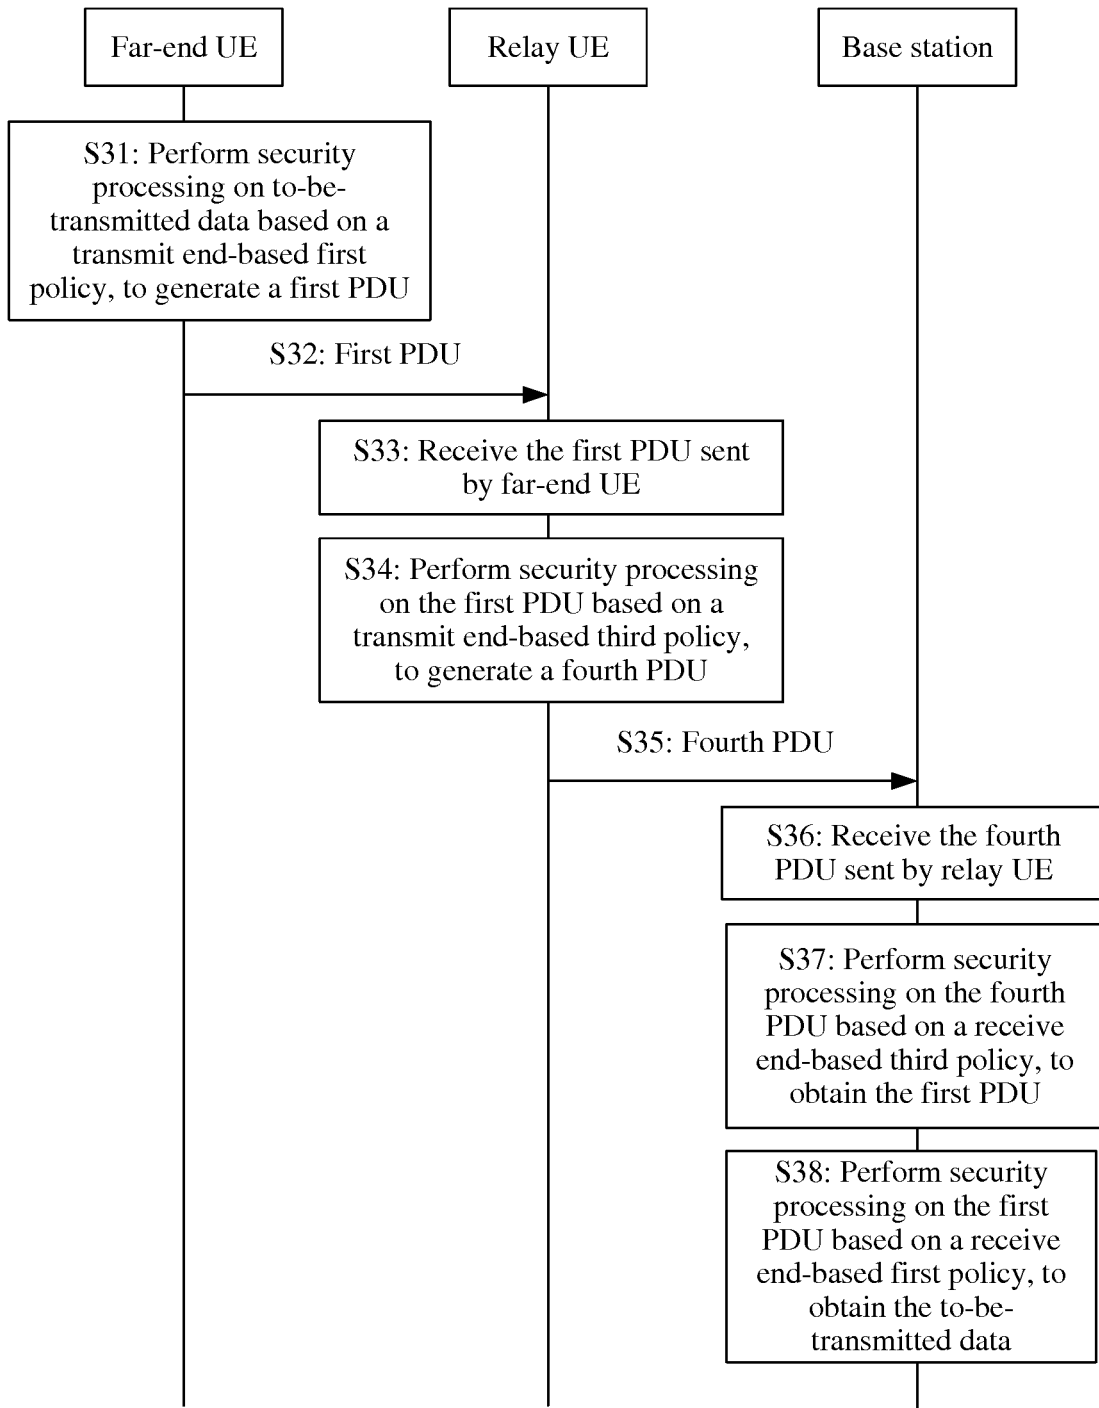 Far-end UE
Relay UE
Base station
S31: Perform security
processing on to-be-
transmitted data based on a
transmit end-based first
policy, to generate a first PDU
S32: First PDU
S33: Receive the first PDU sent
by far-end UE
S34: Perform security processing
on the first PDU based on a
transmit end-based third policy,
to generate a fourth PDU
S35: Fourth PDU
S36: Receive the fourth
PDU sent by relay UE
S37: Perform security
processing on the fourth
PDU based on a receive
end-based third policy, to
obtain the first PDU
S38: Perform security
processing on the first
PDU based on a receive
end-based first policy, to
obtain the to-be-
transmitted data